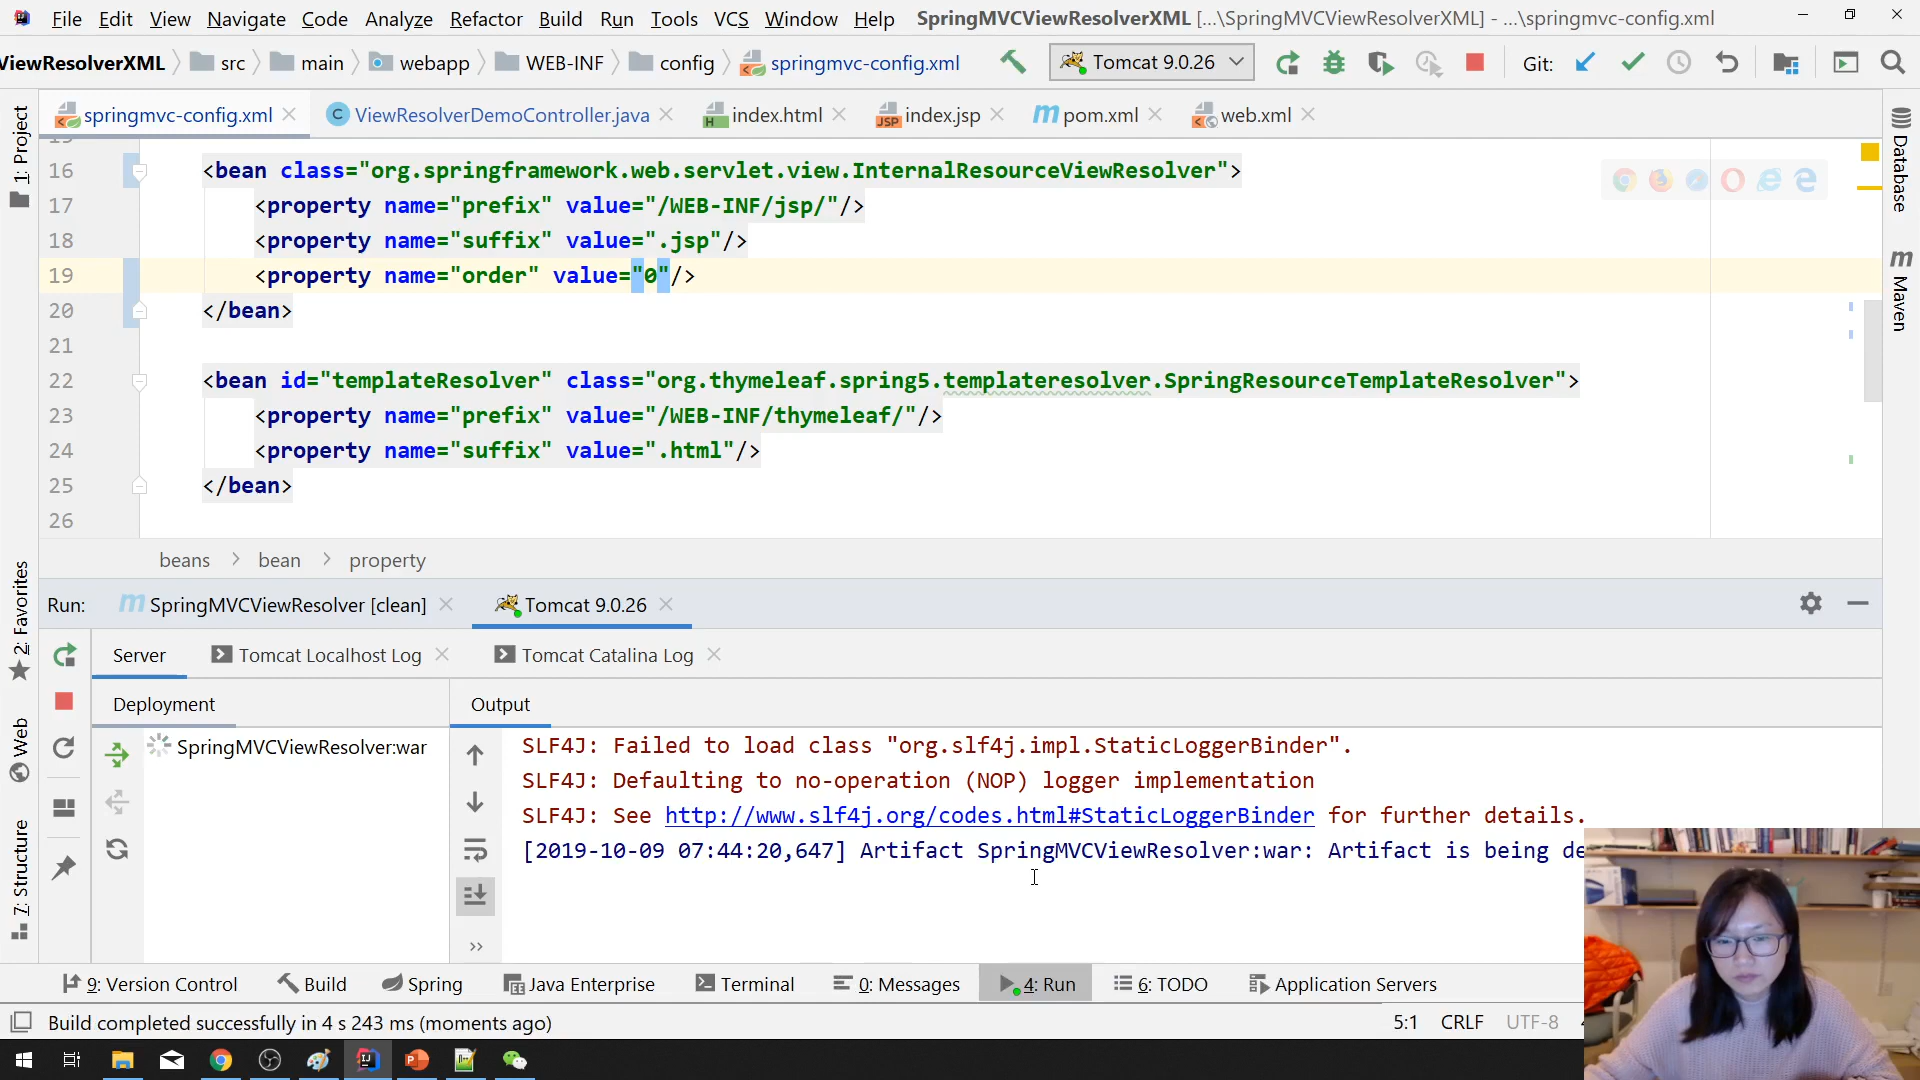 File Edit View Navigate Code Analyze Refactor Build Run Tools VCS Window Help SpringMVCViewResolverXML [...\SpringMVCViewResolverXML] - ...\springmvc-config.xml
ViewResolverXML src main webapp WEB-INF config springmvc-config.xml Tomcat 9.0.26 Git:
springmvc-config.xml ViewResolverDemoController.java index.html index.jsp pom.xml web.xml
1: Project
2: Favorites
Web
7: Structure
Database
Maven
16 <bean class="org.springframework.web.servlet.view.InternalResourceViewResolver">
17 <property name="prefix" value="/WEB-INF/jsp/"/>
18 <property name="suffix" value=".jsp"/>
19 <property name="order" value="0"/>
20 </bean>
21
22 <bean id="templateResolver" class="org.thymeleaf.spring5.templateresolver.SpringResourceTemplateResolver">
23 <property name="prefix" value="/WEB-INF/thymeleaf/"/>
24 <property name="suffix" value=".html"/>
25 </bean>
26
beans > bean > property
Run: SpringMVCViewResolver [clean] Tomcat 9.0.26
Server Tomcat Localhost Log Tomcat Catalina Log
Deployment Output
SpringMVCViewResolver:war
SLF4J: Failed to load class "org.slf4j.impl.StaticLoggerBinder".
SLF4J: Defaulting to no-operation (NOP) logger implementation
SLF4J: See http://www.slf4j.org/codes.html#StaticLoggerBinder for further details.
[2019-10-09 07:44:20,647] Artifact SpringMVCViewResolver:war: Artifact is being de
9: Version Control Build Spring Java Enterprise Terminal 0: Messages 4: Run 6: TODO Application Servers
Build completed successfully in 4 s 243 ms (moments ago) 5:1 CRLF UTF-8